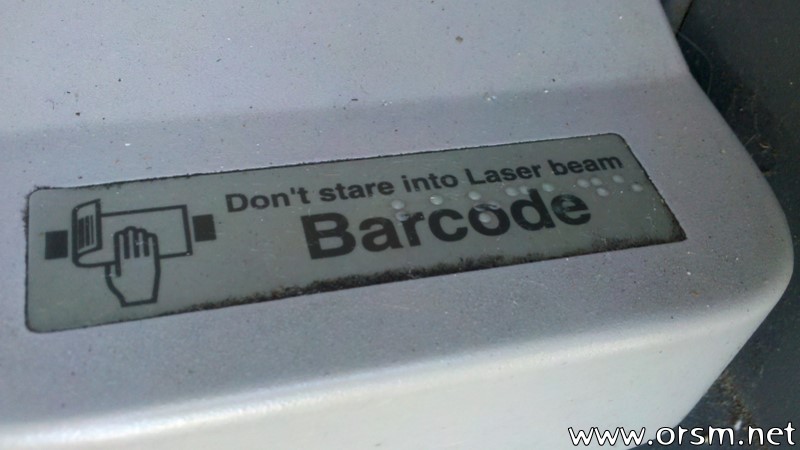 Don't stare into Laser beam
Barcode
www.orsm.net